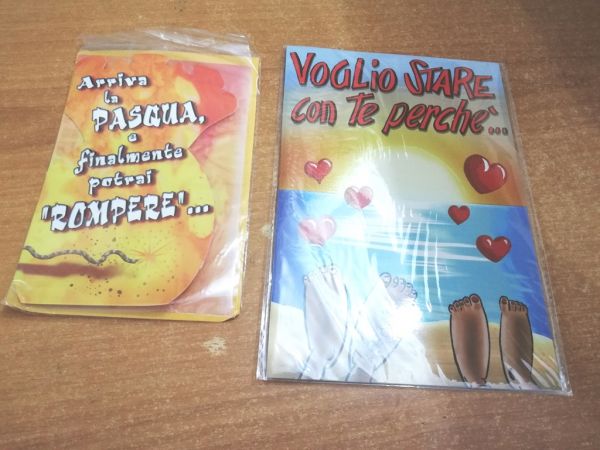 Arriva
la
PASQUA,
e
finalmente
potrai
'ROMPERE'...
VOGLIO STARE
con te perche'...